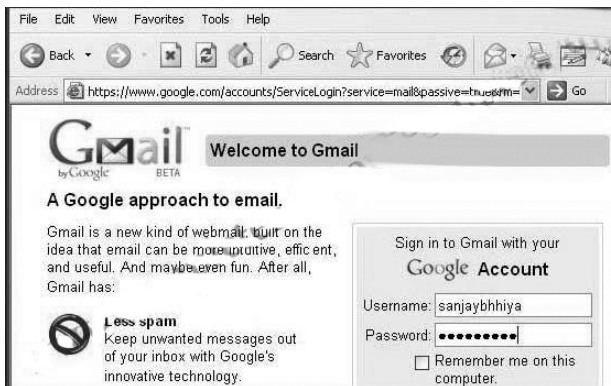 File Edit View Favorites Tools Help
Back Search Favorites
Address https://www.google.com/accounts/ServiceLogin?service=mail&passive=true&rm= Go
GMail
by Google BETA
Welcome to Gmail
A Google approach to email.
Gmail is a new kind of webmail, built on the
idea that email can be more intuitive, efficient,
and useful. And maybe even fun. After all,
Gmail has:
Less spam
Keep unwanted messages out
of your inbox with Google's
innovative technology.
Sign in to Gmail with your
Google Account
Username: sanjaybhhiya
Password: •••••••••
Remember me on this
computer.